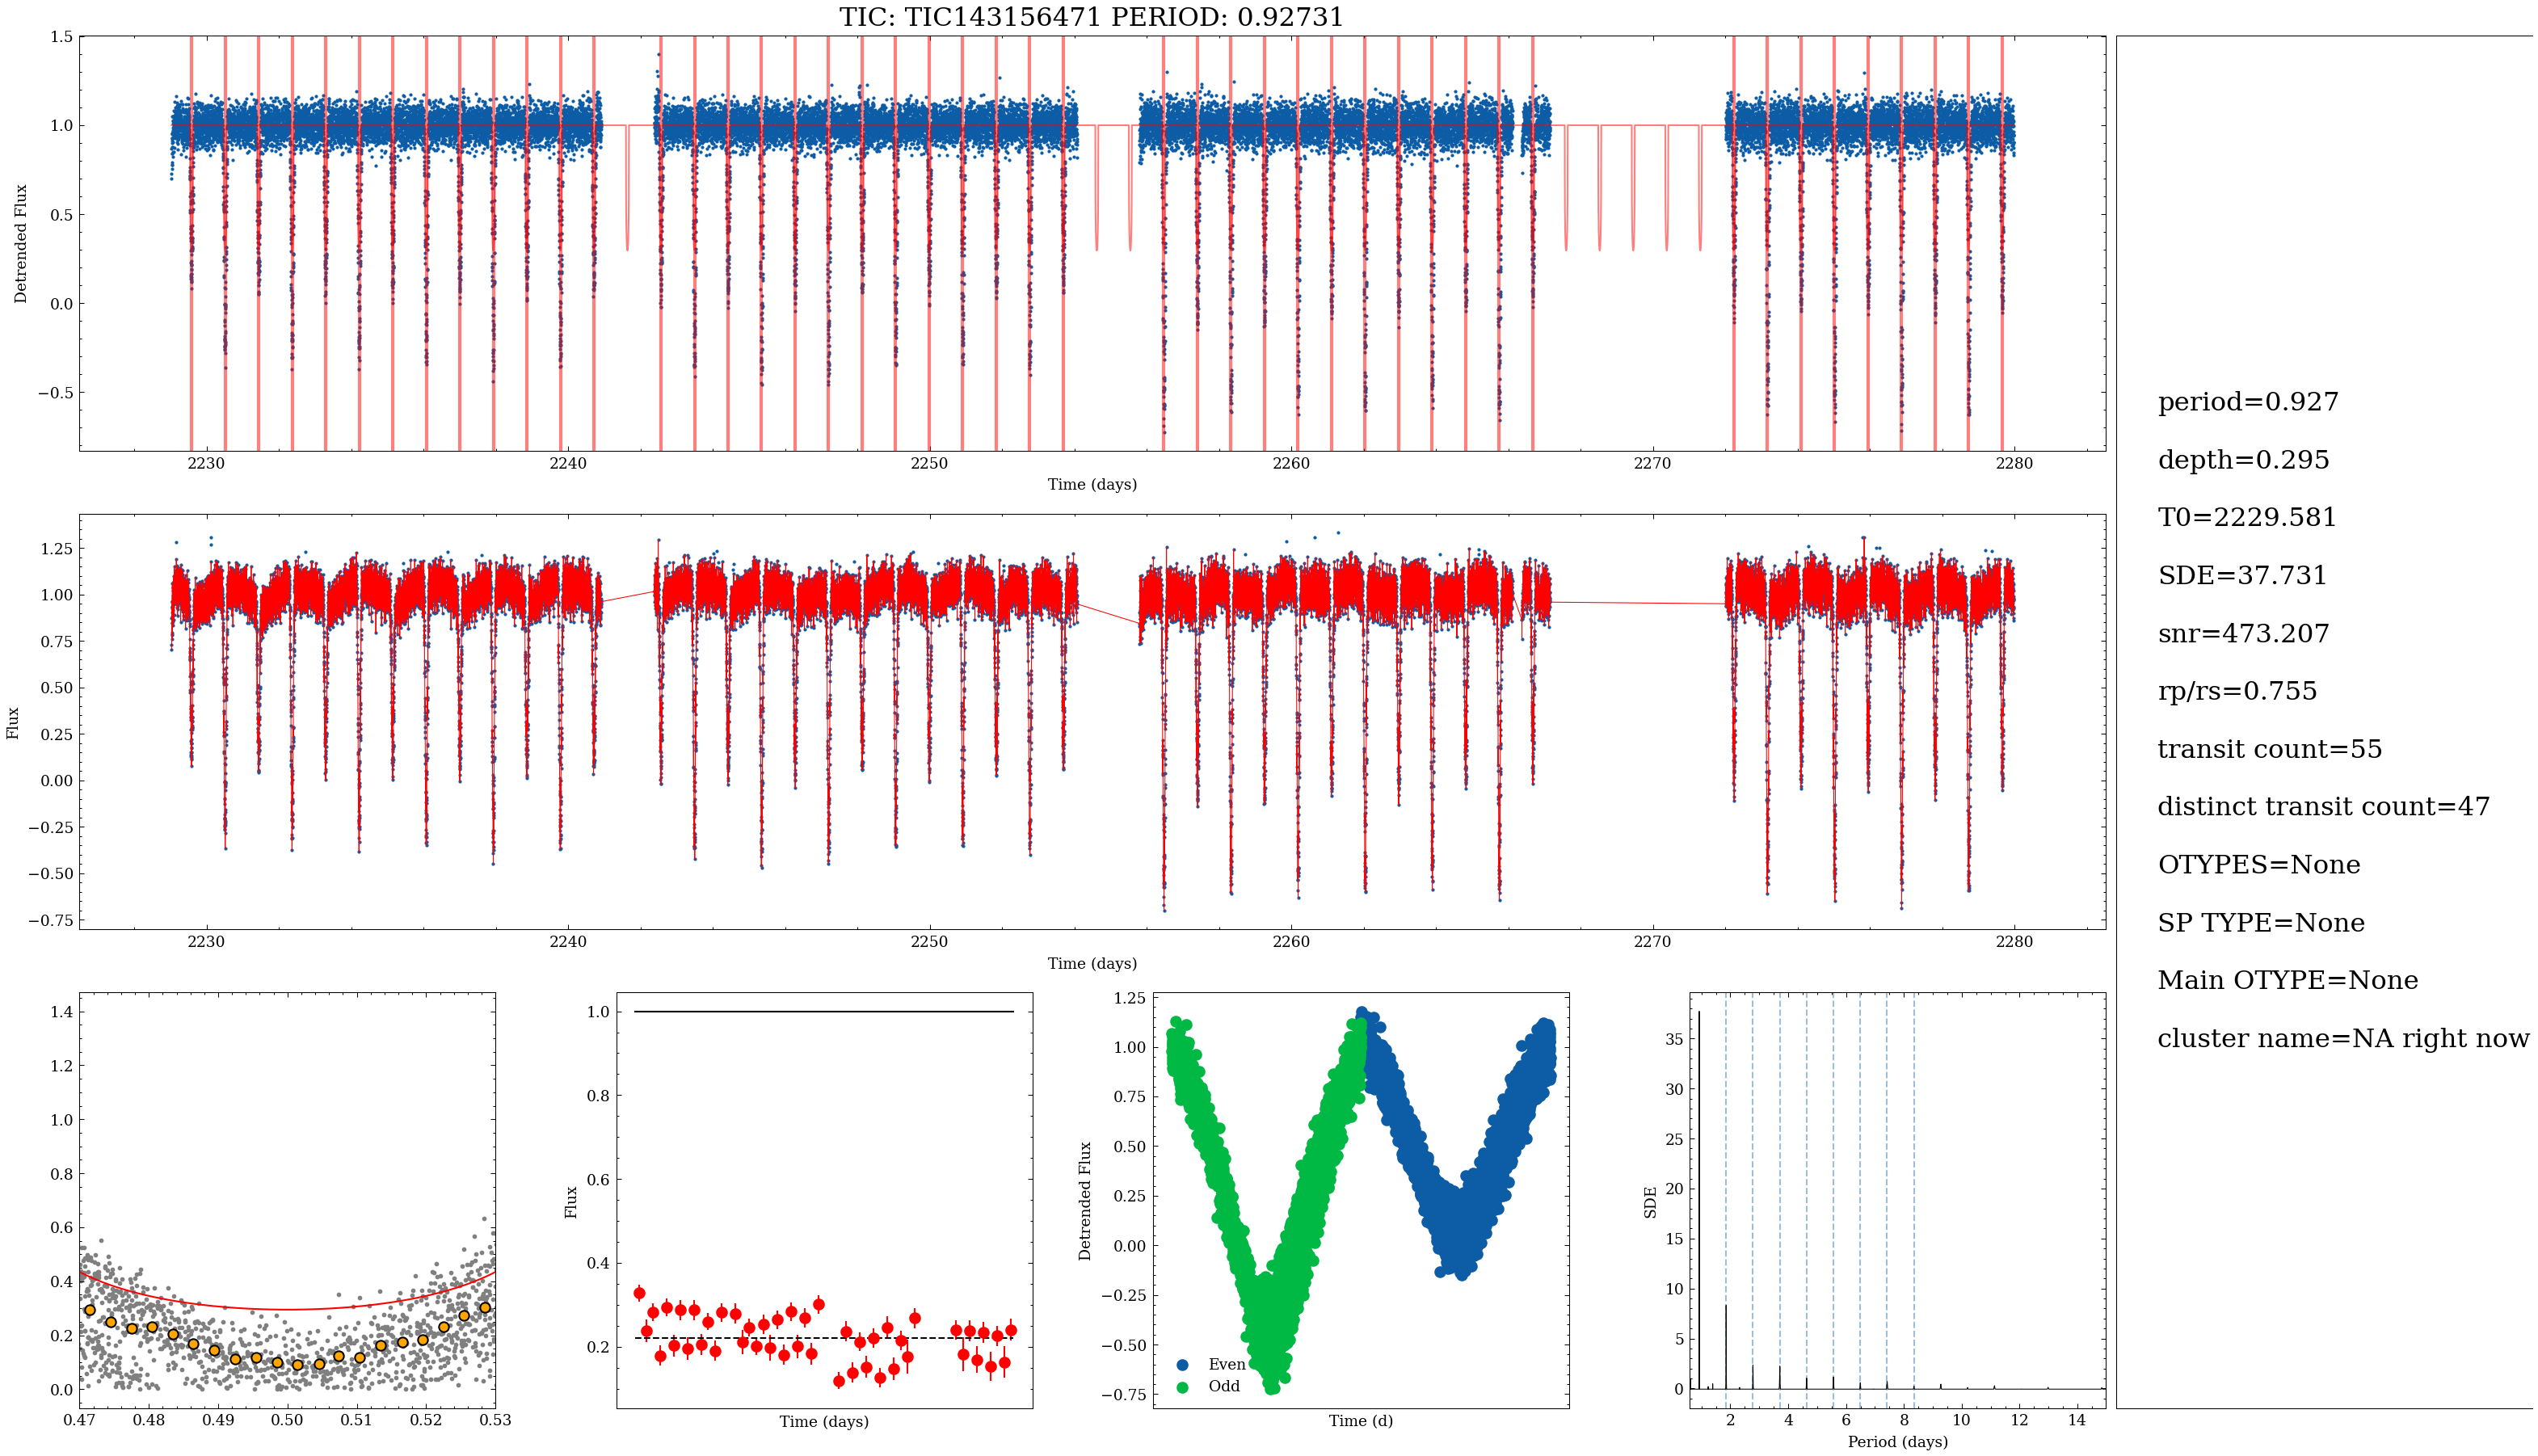 TIC: TIC143156471 PERIOD: 0.92731
1.5
1.0
0.5
0.0
−0.5
Detrended Flux
2230 2240 2250 2260 2270 2280
Time (days)
1.25
1.00
0.75
0.50
0.25
0.00
−0.25
−0.50
−0.75
Flux
2230 2240 2250 2260 2270 2280
Time (days)
1.4
1.2
1.0
0.8
0.6
0.4
0.2
0.0
0.47 0.48 0.49 0.50 0.51 0.52 0.53
1.0
0.8
0.6
0.4
0.2
Flux
Time (days)
1.25
1.00
0.75
0.50
0.25
0.00
−0.25
−0.50
−0.75
Detrended Flux
Even
Odd
Time (d)
35
30
25
20
15
10
5
0
SDE
2 4 6 8 10 12 14
Period (days)
period=0.927
depth=0.295
T0=2229.581
SDE=37.731
snr=473.207
rp/rs=0.755
transit count=55
distinct transit count=47
OTYPES=None
SP TYPE=None
Main OTYPE=None
cluster name=NA right now